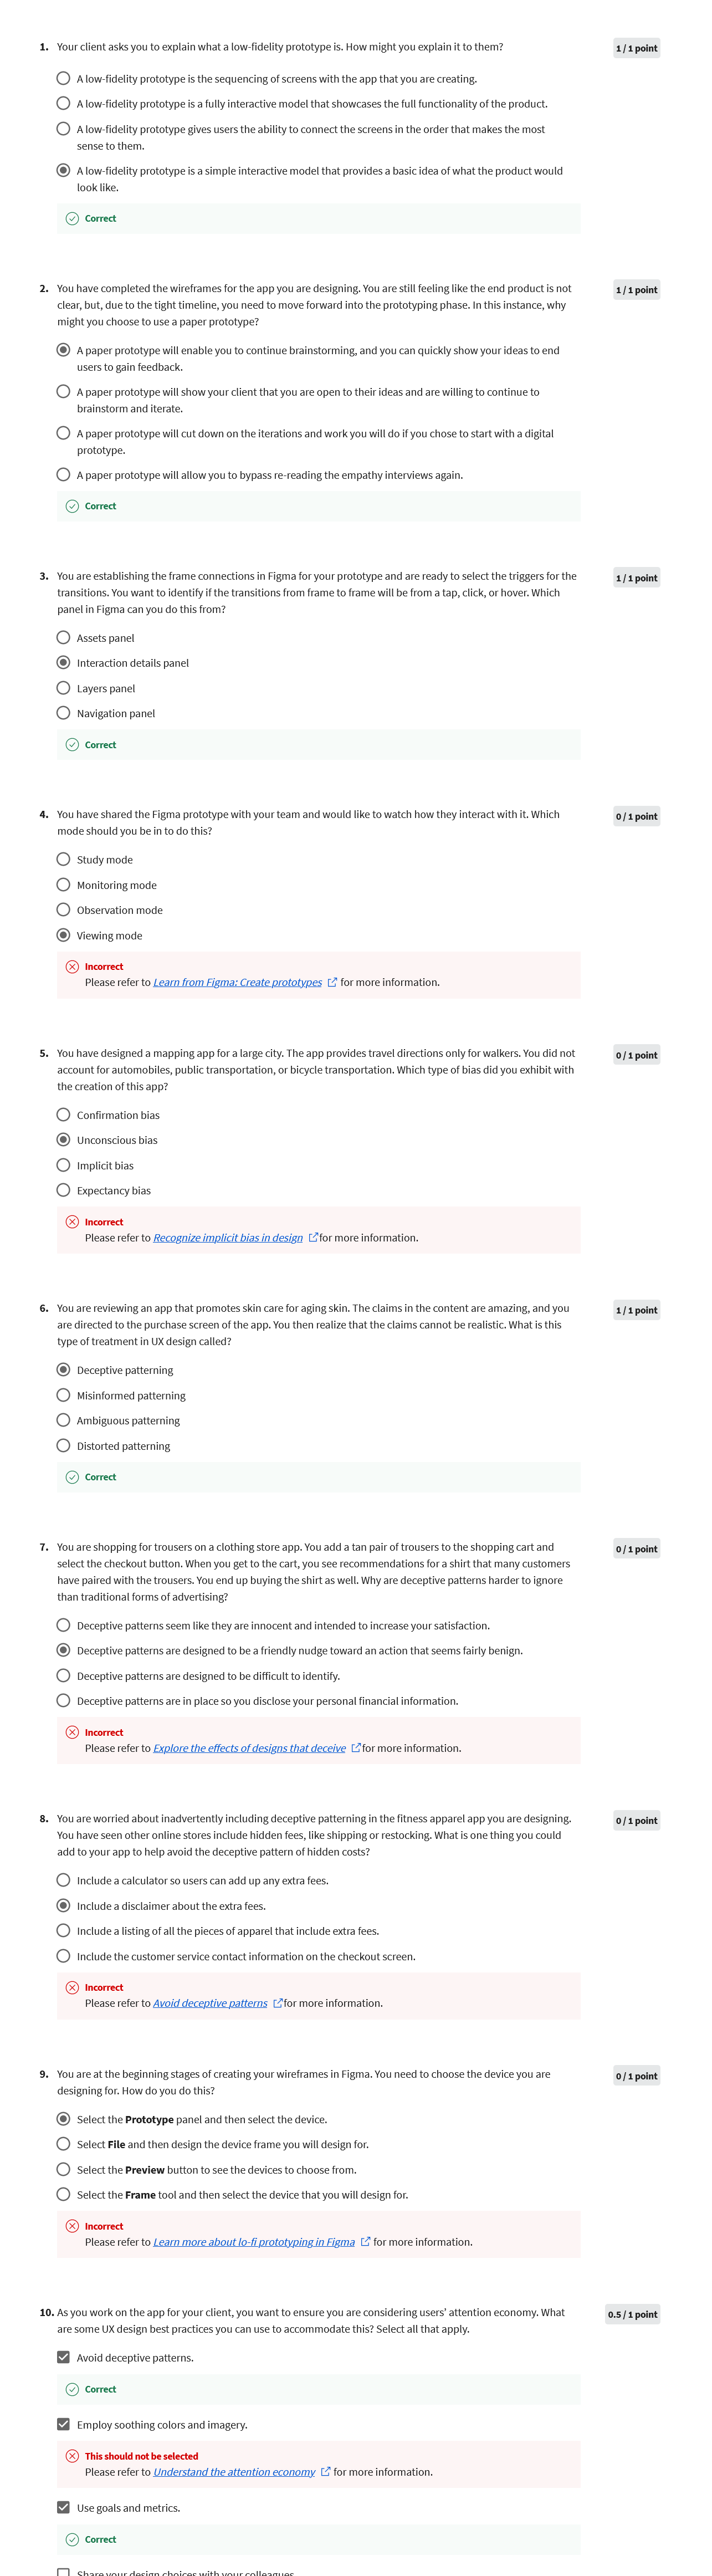 1. Your client asks you to explain what a low-fidelity prototype is. How might you explain it to them?
1 / 1 point
A low-fidelity prototype is the sequencing of screens with the app that you are creating.
A low-fidelity prototype is a fully interactive model that showcases the full functionality of the product.
A low-fidelity prototype gives users the ability to connect the screens in the order that makes the most
sense to them.
A low-fidelity prototype is a simple interactive model that provides a basic idea of what the product would
look like.
Correct
2. You have completed the wireframes for the app you are designing. You are still feeling like the end product is not
clear, but, due to the tight timeline, you need to move forward into the prototyping phase. In this instance, why
might you choose to use a paper prototype?
1 / 1 point
A paper prototype will enable you to continue brainstorming, and you can quickly show your ideas to end
users to gain feedback.
A paper prototype will show your client that you are open to their ideas and are willing to continue to
brainstorm and iterate.
A paper prototype will cut down on the iterations and work you will do if you chose to start with a digital
prototype.
A paper prototype will allow you to bypass re-reading the empathy interviews again.
Correct
3. You are establishing the frame connections in Figma for your prototype and are ready to select the triggers for the
transitions. You want to identify if the transitions from frame to frame will be from a tap, click, or hover. Which
panel in Figma can you do this from?
1 / 1 point
Assets panel
Interaction details panel
Layers panel
Navigation panel
Correct
4. You have shared the Figma prototype with your team and would like to watch how they interact with it. Which
mode should you be in to do this?
0 / 1 point
Study mode
Monitoring mode
Observation mode
Viewing mode
Incorrect
Please refer to Learn from Figma: Create prototypes for more information.
5. You have designed a mapping app for a large city. The app provides travel directions only for walkers. You did not
account for automobiles, public transportation, or bicycle transportation. Which type of bias did you exhibit with
the creation of this app?
0 / 1 point
Confirmation bias
Unconscious bias
Implicit bias
Expectancy bias
Incorrect
Please refer to Recognize implicit bias in design for more information.
6. You are reviewing an app that promotes skin care for aging skin. The claims in the content are amazing, and you
are directed to the purchase screen of the app. You then realize that the claims cannot be realistic. What is this
type of treatment in UX design called?
1 / 1 point
Deceptive patterning
Misinformed patterning
Ambiguous patterning
Distorted patterning
Correct
7. You are shopping for trousers on a clothing store app. You add a tan pair of trousers to the shopping cart and
select the checkout button. When you get to the cart, you see recommendations for a shirt that many customers
have paired with the trousers. You end up buying the shirt as well. Why are deceptive patterns harder to ignore
than traditional forms of advertising?
0 / 1 point
Deceptive patterns seem like they are innocent and intended to increase your satisfaction.
Deceptive patterns are designed to be a friendly nudge toward an action that seems fairly benign.
Deceptive patterns are designed to be difficult to identify.
Deceptive patterns are in place so you disclose your personal financial information.
Incorrect
Please refer to Explore the effects of designs that deceive for more information.
8. You are worried about inadvertently including deceptive patterning in the fitness apparel app you are designing.
You have seen other online stores include hidden fees, like shipping or restocking. What is one thing you could
add to your app to help avoid the deceptive pattern of hidden costs?
0 / 1 point
Include a calculator so users can add up any extra fees.
Include a disclaimer about the extra fees.
Include a listing of all the pieces of apparel that include extra fees.
Include the customer service contact information on the checkout screen.
Incorrect
Please refer to Avoid deceptive patterns for more information.
9. You are at the beginning stages of creating your wireframes in Figma. You need to choose the device you are
designing for. How do you do this?
0 / 1 point
Select the Prototype panel and then select the device.
Select File and then design the device frame you will design for.
Select the Preview button to see the devices to choose from.
Select the Frame tool and then select the device that you will design for.
Incorrect
Please refer to Learn more about lo-fi prototyping in Figma for more information.
10. As you work on the app for your client, you want to ensure you are considering users' attention economy. What
are some UX design best practices you can use to accommodate this? Select all that apply.
0.5 / 1 point
Avoid deceptive patterns.
Correct
Employ soothing colors and imagery.
This should not be selected
Please refer to Understand the attention economy for more information.
Use goals and metrics.
Correct
Share your design choices with your colleagues.